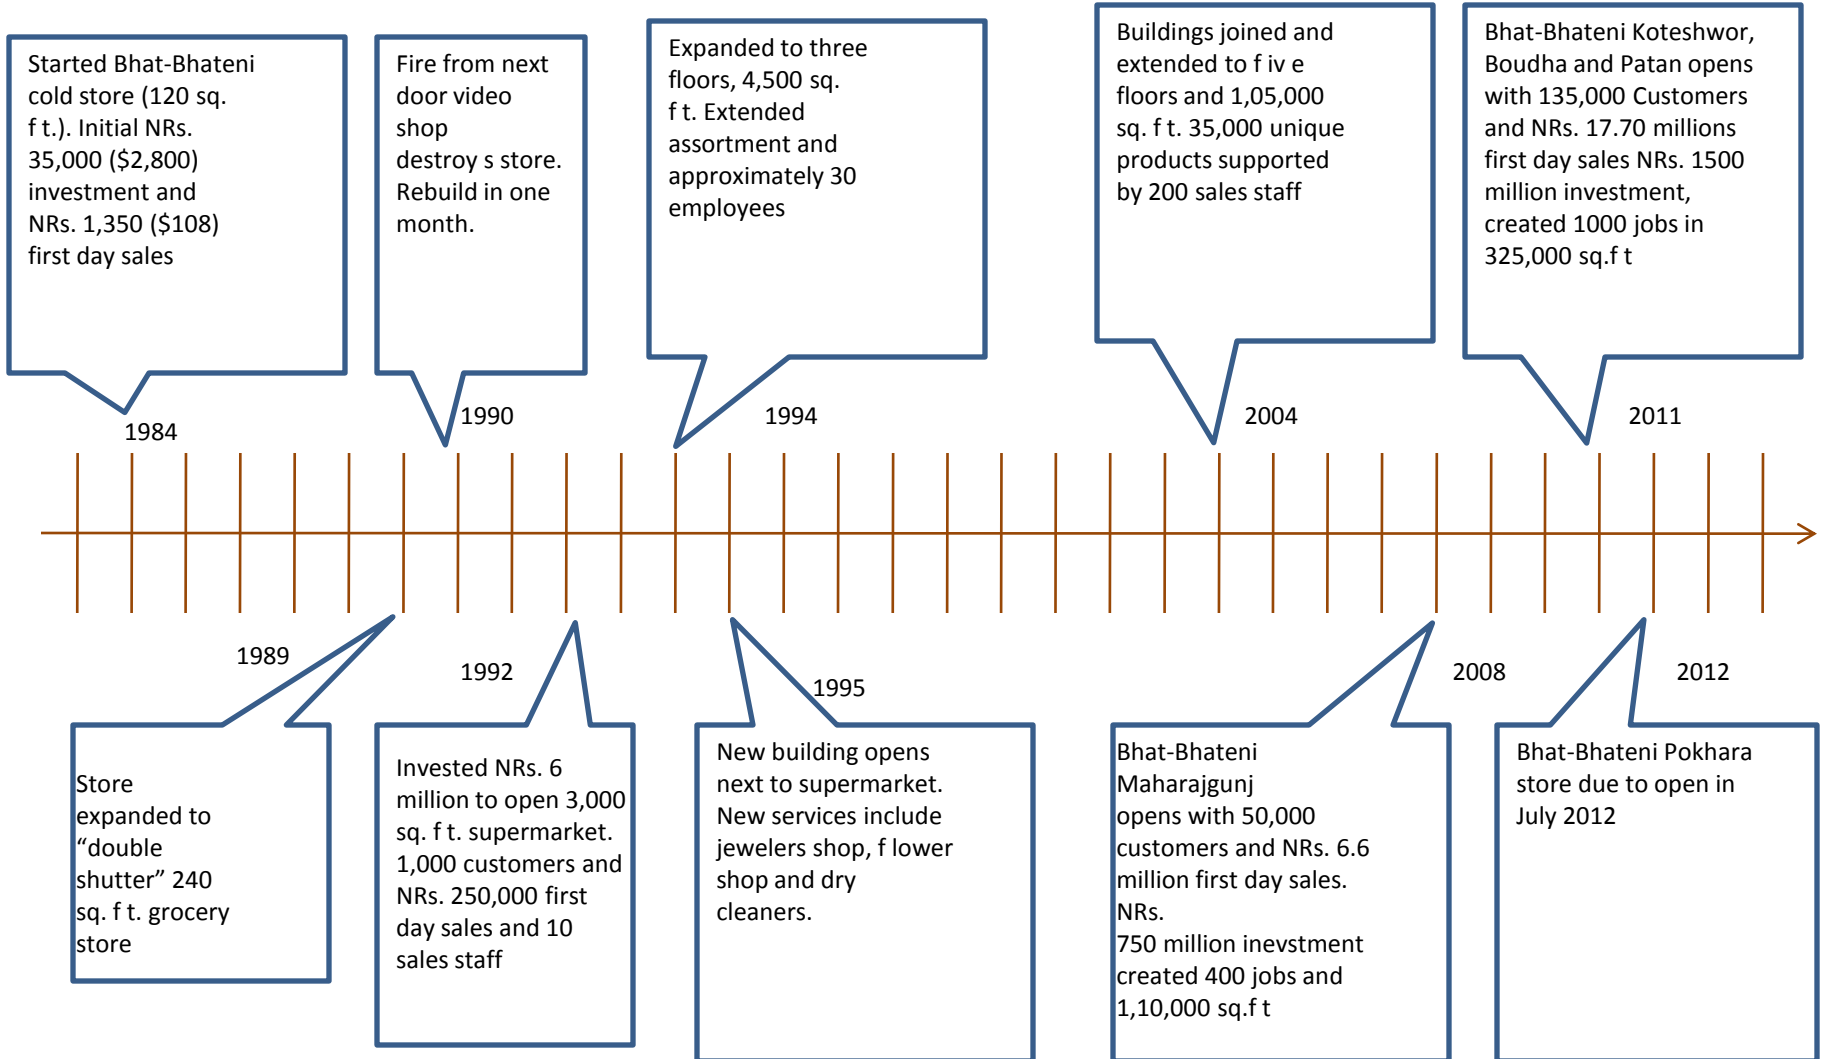 Started Bhat-Bhateni
cold store (120 sq.
f t.). Initial NRs.
35,000 ($2,800)
investment and
NRs. 1,350 ($108)
first day sales
1984
Fire from next
door video
shop
destroy s store.
Rebuild in one
month.
1990
Expanded to three
floors, 4,500 sq.
f t. Extended
assortment and
approximately 30
employees
1994
Buildings joined and
extended to f iv e
floors and 1,05,000
sq. f t. 35,000 unique
products supported
by 200 sales staff
2004
Bhat-Bhateni Koteshwor,
Boudha and Patan opens
with 135,000 Customers
and NRs. 17.70 millions
first day sales NRs. 1500
million investment,
created 1000 jobs in
325,000 sq.f t
2011
1989
Store
expanded to
“double
shutter” 240
sq. f t. grocery
store
1992
Invested NRs. 6
million to open 3,000
sq. f t. supermarket.
1,000 customers and
NRs. 250,000 first
day sales and 10
sales staff
1995
New building opens
next to supermarket.
New services include
jewelers shop, f lower
shop and dry
cleaners.
2008
Bhat-Bhateni
Maharajgunj
opens with 50,000
customers and NRs. 6.6
million first day sales.
NRs.
750 million inevstment
created 400 jobs and
1,10,000 sq.f t
2012
Bhat-Bhateni Pokhara
store due to open in
July 2012